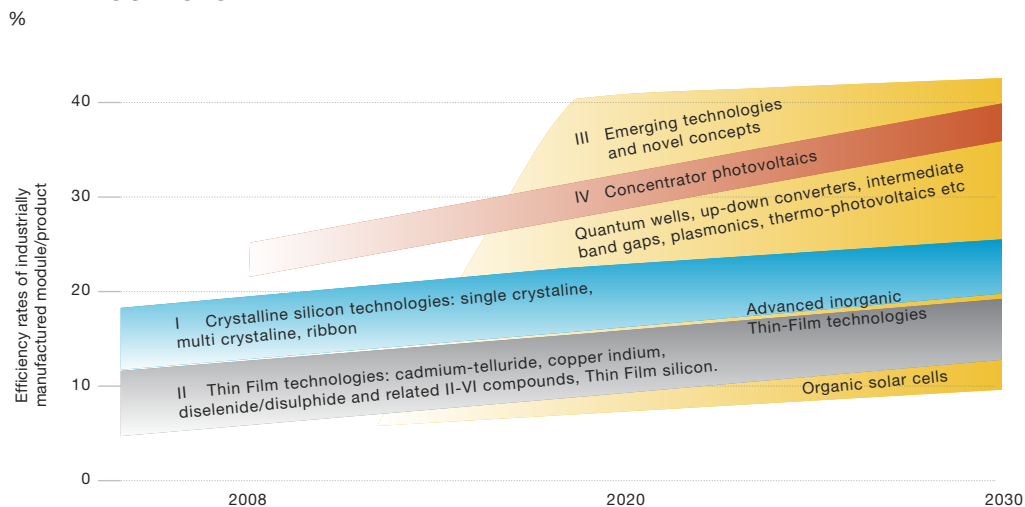 %
40
30
20
10
0
Efficiency rates of industrially
manufactured module/product
III Emerging technologies
and novel concepts
IV Concentrator photovoltaics
Quantum wells, up-down converters, intermediate
band gaps, plasmonics, thermo-photovoltaics etc
I Crystalline silicon technologies: single crystaline,
multi crystaline, ribbon
Advanced inorganic
Thin-Film technologies
II Thin Film technologies: cadmium-telluride, copper indium,
diselenide/disulphide and related II-VI compounds, Thin Film silicon.
Organic solar cells
2008
2020
2030